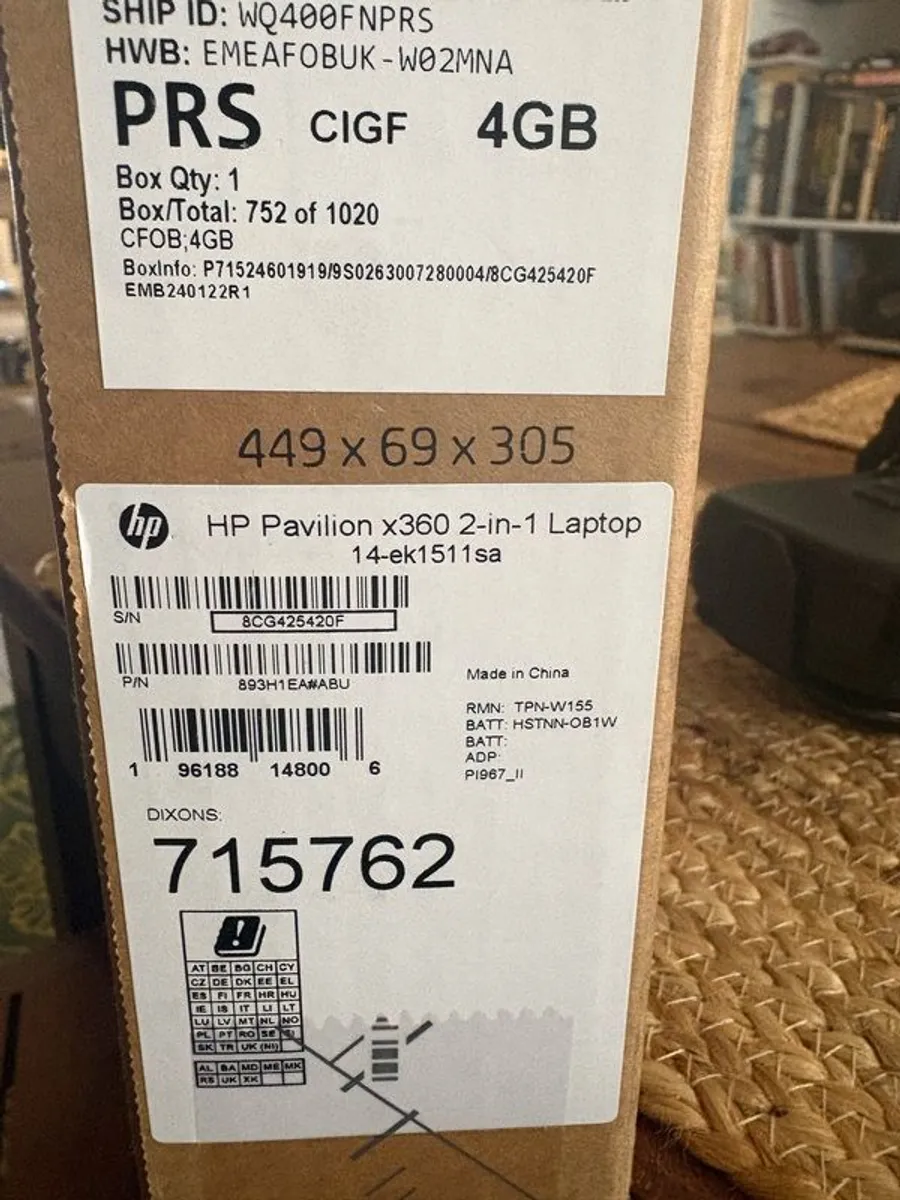 SHIP ID: WQ400FNPRS
HWB: EMEAFOBUK-W02MNA
PRS CIGF 4GB
Box Qty: 1
Box/Total: 752 of 1020
CFOB;4GB
BoxInfo: P71524601919/9S0263007280004/8CG425420F
EMB240122R1
449 x 69 x 305
hp HP Pavilion x360 2-in-1 Laptop
14-ek1511sa
S/N 8CG425420F
P/N 893H1EA#ABU
Made in China
RMN: TPN-W155
BATT: HSTNN-OB1W
BATT:
ADP:
PI967_II
1 96188 14800 6
DIXONS:
715762
!
AT BE BG CH CY
CZ DE DK EE EL
ES FI FR HR HU
IE IS IT LI LT
LU LV MT NL NO
PL PT RO SE SI
SK TR UK (NI)
AL BA MD ME MK
RS UK XK